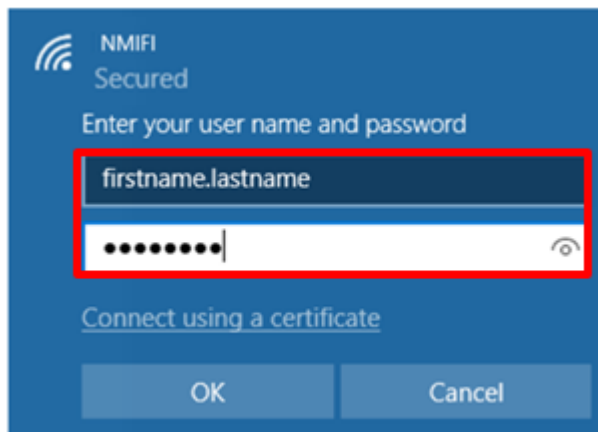 NMIFI
Secured
Enter your user name and password
firstname.lastname
●●●●●●●●
Connect using a certificate
OK
Cancel